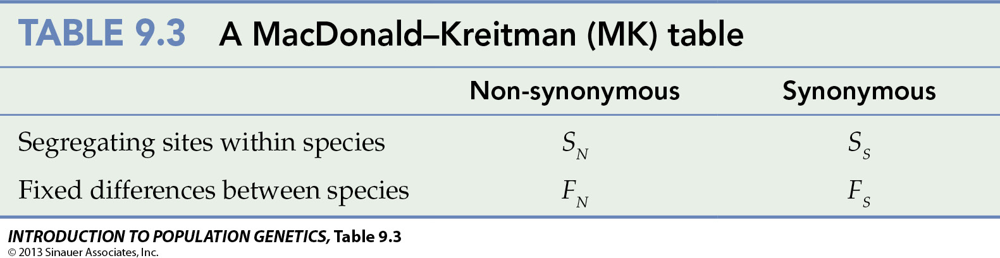 TABLE 9.3 A MacDonald–Kreitman (MK) table
Non-synonymous Synonymous
Segregating sites within species S_N S_S
Fixed differences between species F_N F_S
INTRODUCTION TO POPULATION GENETICS, Table 9.3
© 2013 Sinauer Associates, Inc.